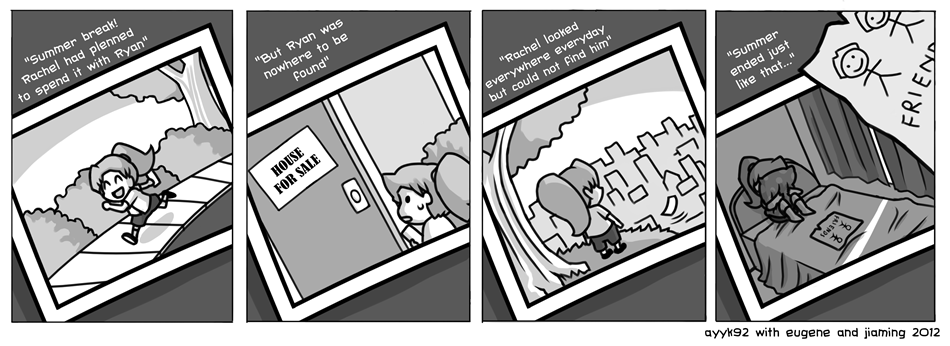 "Summer break!
Rachel had planned
to spend it with Ryan"
"But Ryan was
nowhere to be
found"
HOUSE
FOR SALE
"Rachel looked
everywhere everyday
but could not find him"
"Summer
ended just
like that..."
FRIEND
FRIENDS
ayyk92 with eugene and jiaming 2012